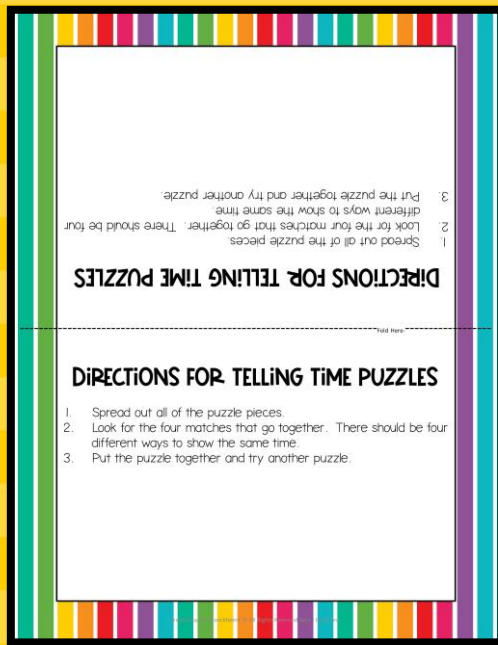 3. Put the puzzle together and try another puzzle.
different ways to show the same time.
2. Look for the four matches that go together. There should be four
1. Spread out all of the puzzle pieces.
DIRECTIONS FOR TELLING TIME PUZZLES
Fold Here
DIRECTIONS FOR TELLING TIME PUZZLES
1. Spread out all of the puzzle pieces.
2. Look for the four matches that go together. There should be four
different ways to show the same time.
3. Put the puzzle together and try another puzzle.